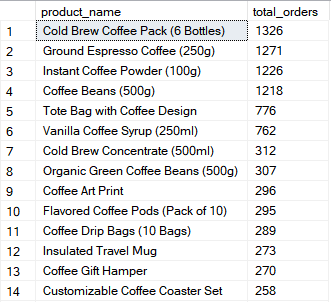 product_name total_orders
1 Cold Brew Coffee Pack (6 Bottles) 1326
2 Ground Espresso Coffee (250g) 1271
3 Instant Coffee Powder (100g) 1226
4 Coffee Beans (500g) 1218
5 Tote Bag with Coffee Design 776
6 Vanilla Coffee Syrup (250ml) 762
7 Cold Brew Concentrate (500ml) 312
8 Organic Green Coffee Beans (500g) 307
9 Coffee Art Print 296
10 Flavored Coffee Pods (Pack of 10) 295
11 Coffee Drip Bags (10 Bags) 289
12 Insulated Travel Mug 273
13 Coffee Gift Hamper 270
14 Customizable Coffee Coaster Set 258